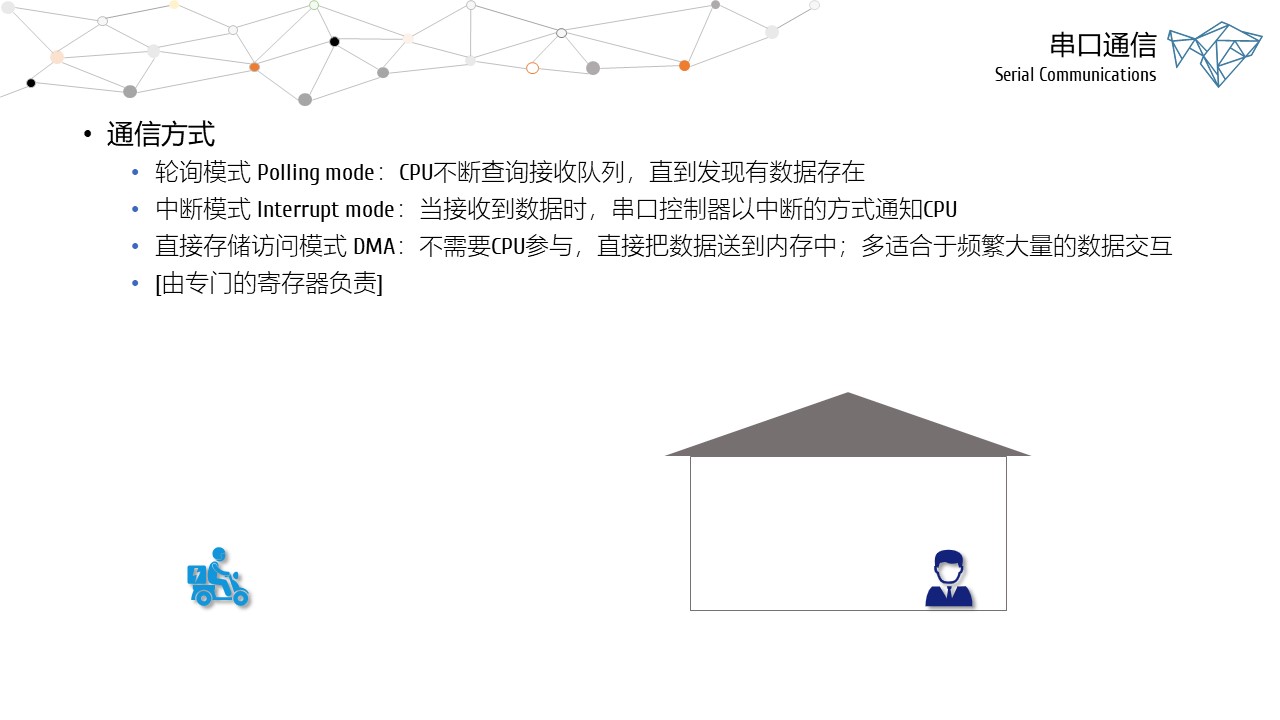 串口通信
Serial Communications
• 通信方式
• 轮询模式 Polling mode：CPU不断查询接收队列，直到发现有数据存在
• 中断模式 Interrupt mode：当接收到数据时，串口控制器以中断的方式通知CPU
• 直接存储访问模式 DMA：不需要CPU参与，直接把数据送到内存中；多适合于频繁大量的数据交互
• [由专门的寄存器负责]